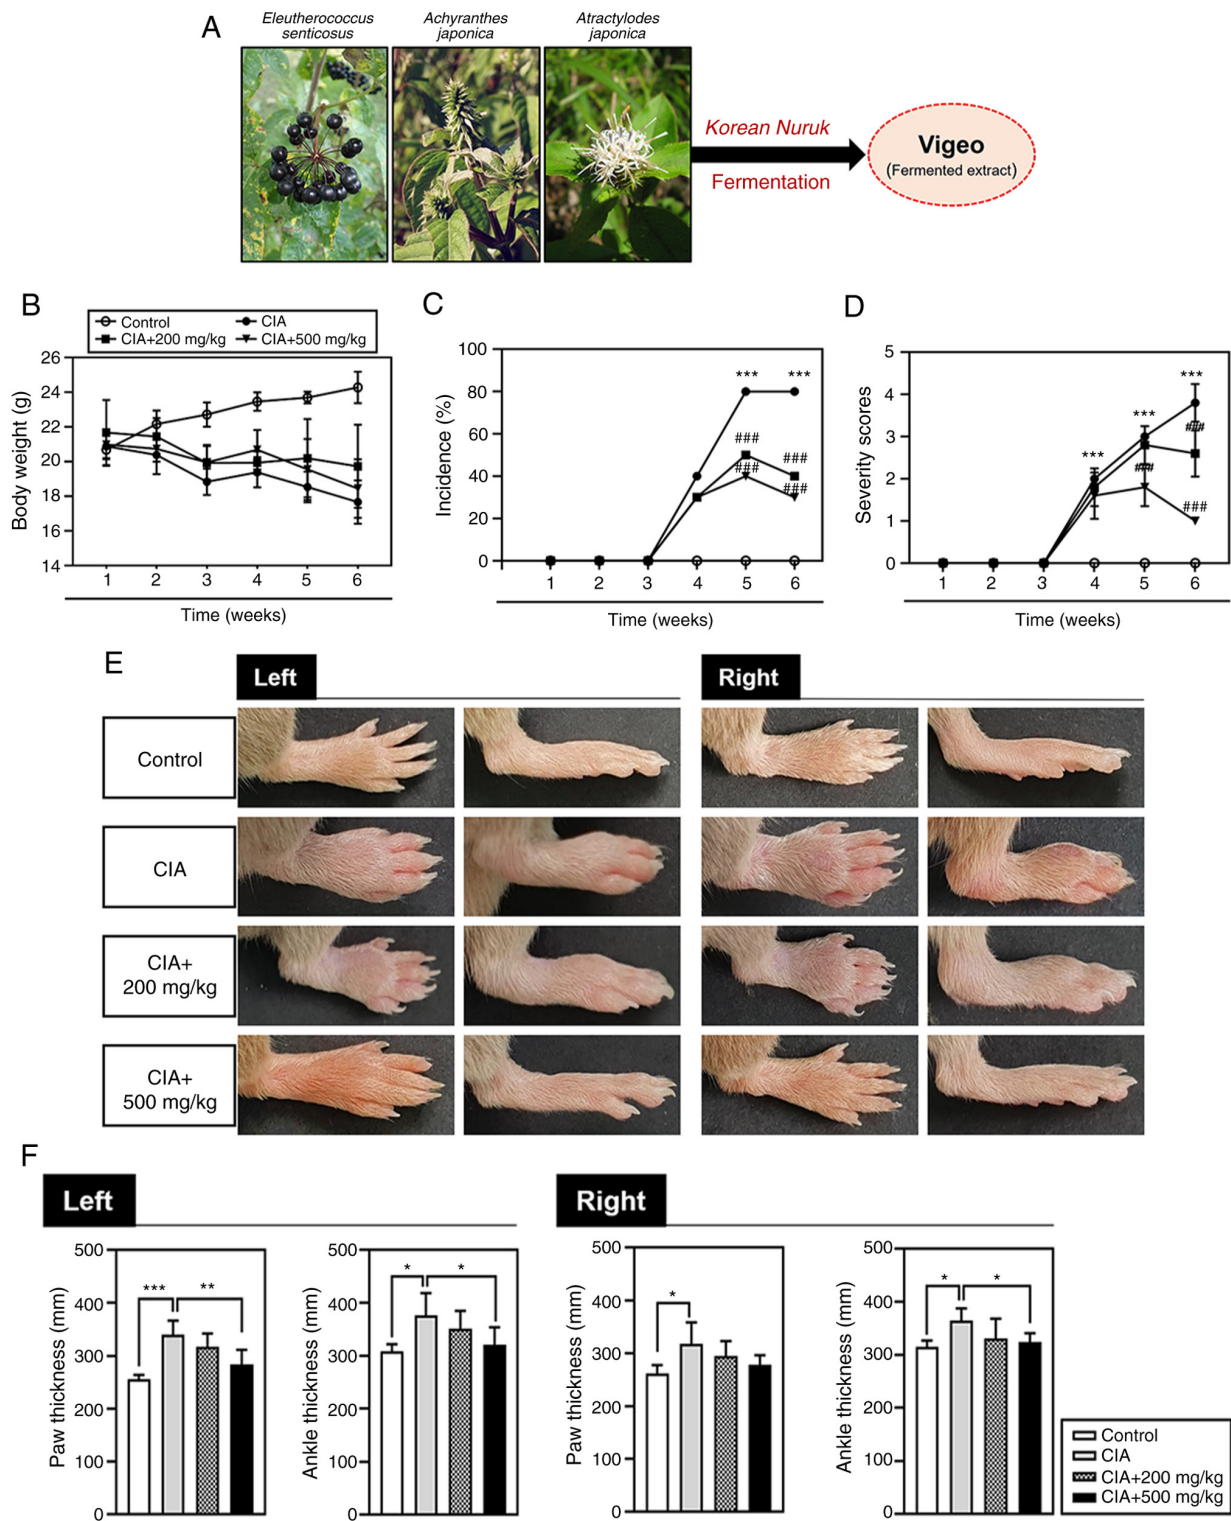 A
Eleutherococcus
senticosus
Achyranthes
japonica
Atractylodes
japonica
Korean Nuruk
Fermentation
Vigeo
(Fermented extract)
B
Control
CIA
CIA+200 mg/kg
CIA+500 mg/kg
Body weight (g)
26
24
22
20
18
16
14
1 2 3 4 5 6
Time (weeks)
C
Incidence (%)
100
80
60
40
20
0
*** ***
###
###
###
###
1 2 3 4 5 6
Time (weeks)
D
Severity scores
5
4
3
2
1
0
***
***
***
###
###
###
1 2 3 4 5 6
Time (weeks)
E
Left
Right
Control
CIA
CIA+
200 mg/kg
CIA+
500 mg/kg
F
Left
Paw thickness (mm)
500
400
300
200
100
0
*** **
Ankle thickness (mm)
500
400
300
200
100
0
* *
Right
Paw thickness (mm)
500
400
300
200
100
0
*
Ankle thickness (mm)
500
400
300
200
100
0
* *
Control
CIA
CIA+200 mg/kg
CIA+500 mg/kg